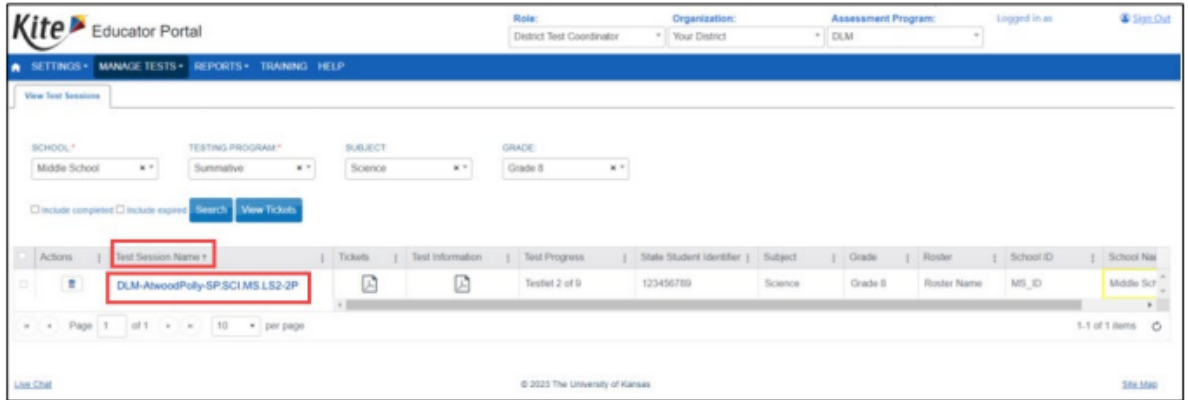 Kite Educator Portal
Role: Organization: Assessment Program: Logged in as Sign Out
District Test Coordinator Your District DLM
SETTINGS MANAGE TESTS REPORTS TRAINING HELP
View Test Sessions
SCHOOL:* TESTING PROGRAM:* SUBJECT: GRADE:
Middle School Summative Science Grade 8
Include completed Include expired Search View Tickets
Actions Test Session Name Tickets Test Information Test Progress State Student Identifier Subject Grade Roster School ID School Nam
DLM-AtwoodPolly-SP.SCI.MS.LS2-2P Testlet 2 of 9 123456789 Science Grade 8 Roster Name MS_ID Middle Sch
Page 1 of 1 10 per page 1-1 of 1 items
Live Chat © 2023 The University of Kansas Site Map